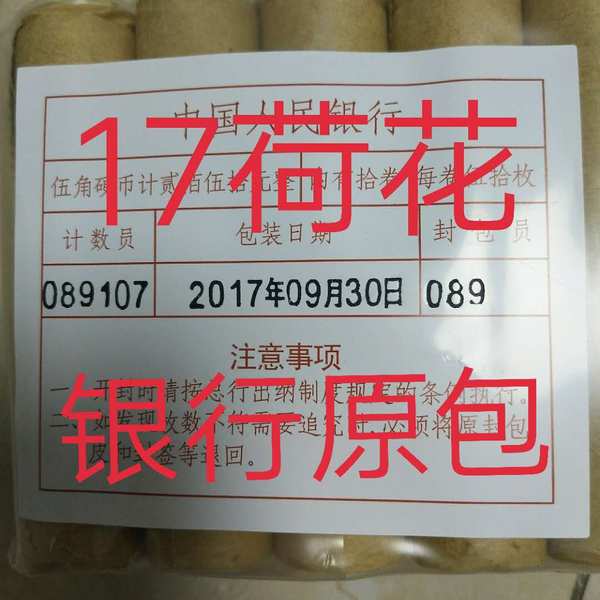 中国人民银行
17荷花
伍角硬币计贰佰伍拾元整 内有拾卷 每卷伍拾枚
计数员 包装日期 封包员
089107 2017年09月30日 089
注意事项
一、开封时请按总行出纳制度规定的条例执行。
银行原包
二、如发现枚数不符需要追究时,必须将原封包
皮和封签等退回。